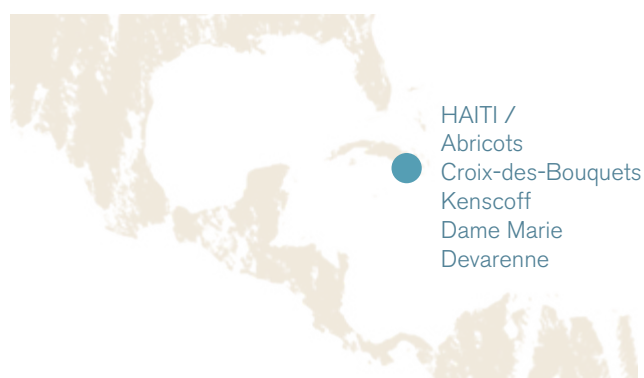 HAITI /
Abricots
Croix-des-Bouquets
Kenscoff
Dame Marie
Devarenne